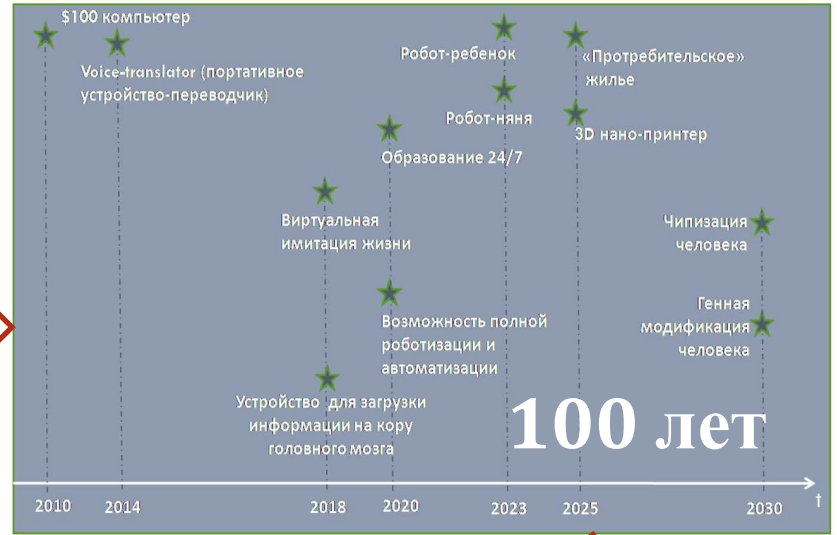 $100 компьютер
Voice-translator (портативное
устройство-переводчик)
Робот-ребенок
«Протребительское»
жилье
Робот-няня
3D нано-принтер
Образование 24/7
Виртуальная
имитация жизни
Чипизация
человека
Возможность полной
роботизации и
автоматизации
Генная
модификация
человека
Устройство для загрузки
информации на кору
головного мозга
100 лет
2010
2014
2018
2020
2023
2025
2030
t